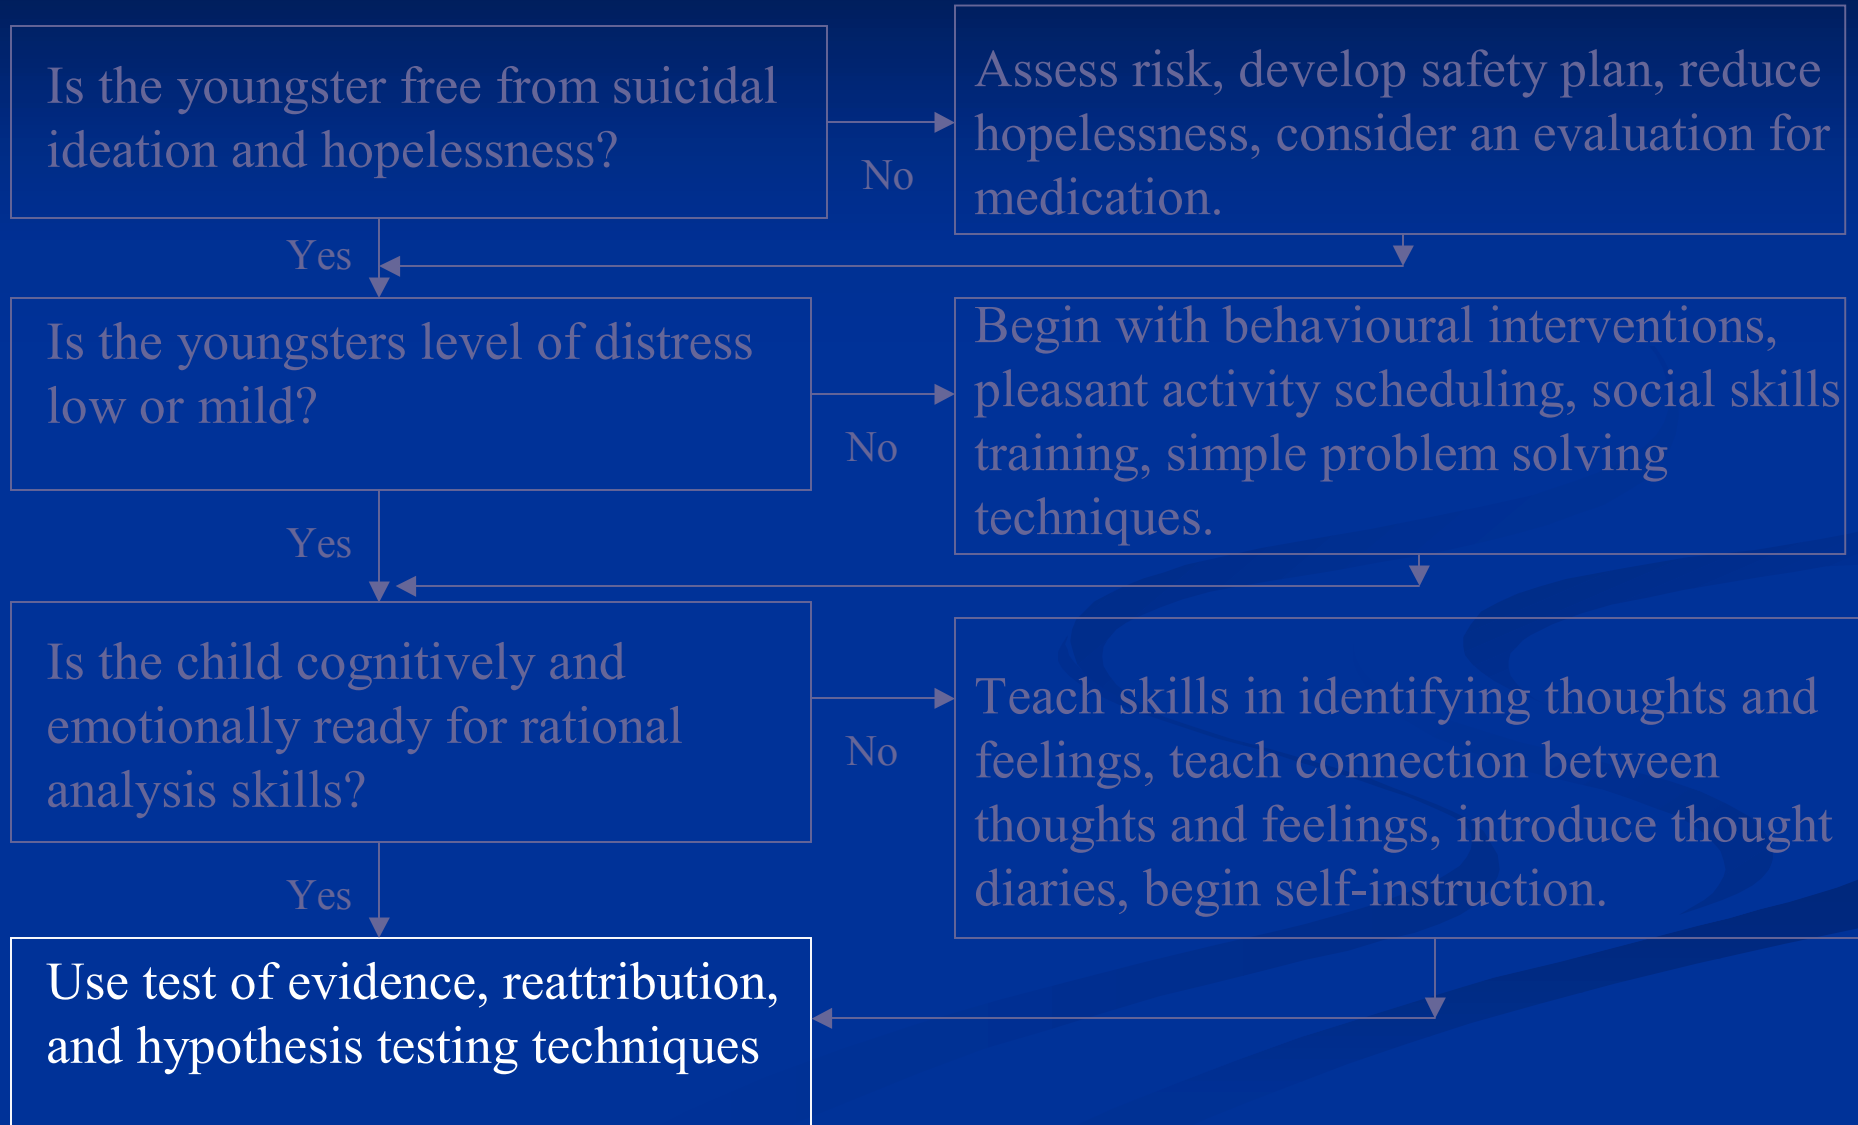 Is the youngster free from suicidal
ideation and hopelessness?
No
Assess risk, develop safety plan, reduce
hopelessness, consider an evaluation for
medication.
Yes
Is the youngsters level of distress
low or mild?
No
Begin with behavioural interventions,
pleasant activity scheduling, social skills
training, simple problem solving
techniques.
Yes
Is the child cognitively and
emotionally ready for rational
analysis skills?
No
Teach skills in identifying thoughts and
feelings, teach connection between
thoughts and feelings, introduce thought
diaries, begin self-instruction.
Yes
Use test of evidence, reattribution,
and hypothesis testing techniques